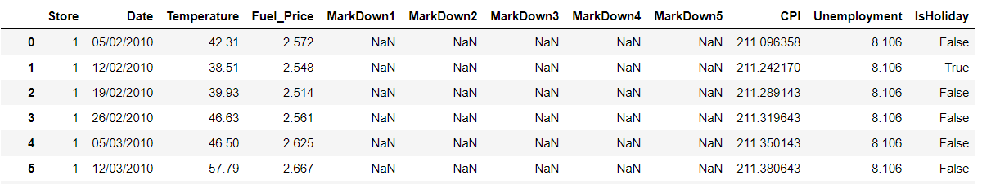 Store Date Temperature Fuel_Price MarkDown1 MarkDown2 MarkDown3 MarkDown4 MarkDown5 CPI Unemployment IsHoliday
0 1 05/02/2010 42.31 2.572 NaN NaN NaN NaN NaN 211.096358 8.106 False
1 1 12/02/2010 38.51 2.548 NaN NaN NaN NaN NaN 211.242170 8.106 True
2 1 19/02/2010 39.93 2.514 NaN NaN NaN NaN NaN 211.289143 8.106 False
3 1 26/02/2010 46.63 2.561 NaN NaN NaN NaN NaN 211.319643 8.106 False
4 1 05/03/2010 46.50 2.625 NaN NaN NaN NaN NaN 211.350143 8.106 False
5 1 12/03/2010 57.79 2.667 NaN NaN NaN NaN NaN 211.380643 8.106 False